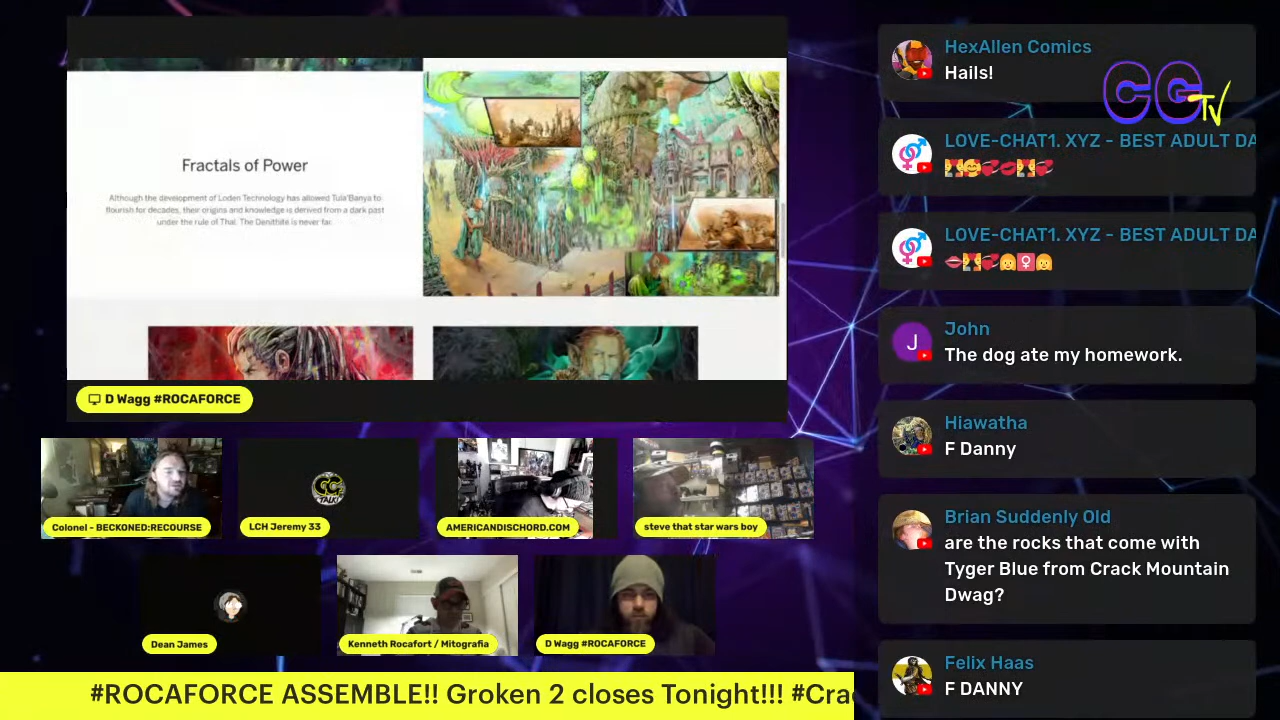 Fractals of Power
Although the development of Loden Technology has allowed Tula'Banya to
flourish for decades, their origins and knowledge is derived from a dark past
under the rule of Thal. The Denithite is never far.
D Wagg #ROCAFORCE
Colonel - BECKONED:RECOURSE
LCH Jeremy 33
AMERICANDISCHORD.COM
steve that star wars boy
Dean James
Kenneth Rocafort / Mitografia
D Wagg #ROCAFORCE
#ROCAFORCE ASSEMBLE!! Groken 2 closes Tonight!!! #Cra
CG TV
HexAllen Comics
Hails!
LOVE-CHAT1. XYZ - BEST ADULT DA
LOVE-CHAT1. XYZ - BEST ADULT DA
J
John
The dog ate my homework.
Hiawatha
F Danny
Brian Suddenly Old
are the rocks that come with
Tyger Blue from Crack Mountain
Dwag?
Felix Haas
F DANNY